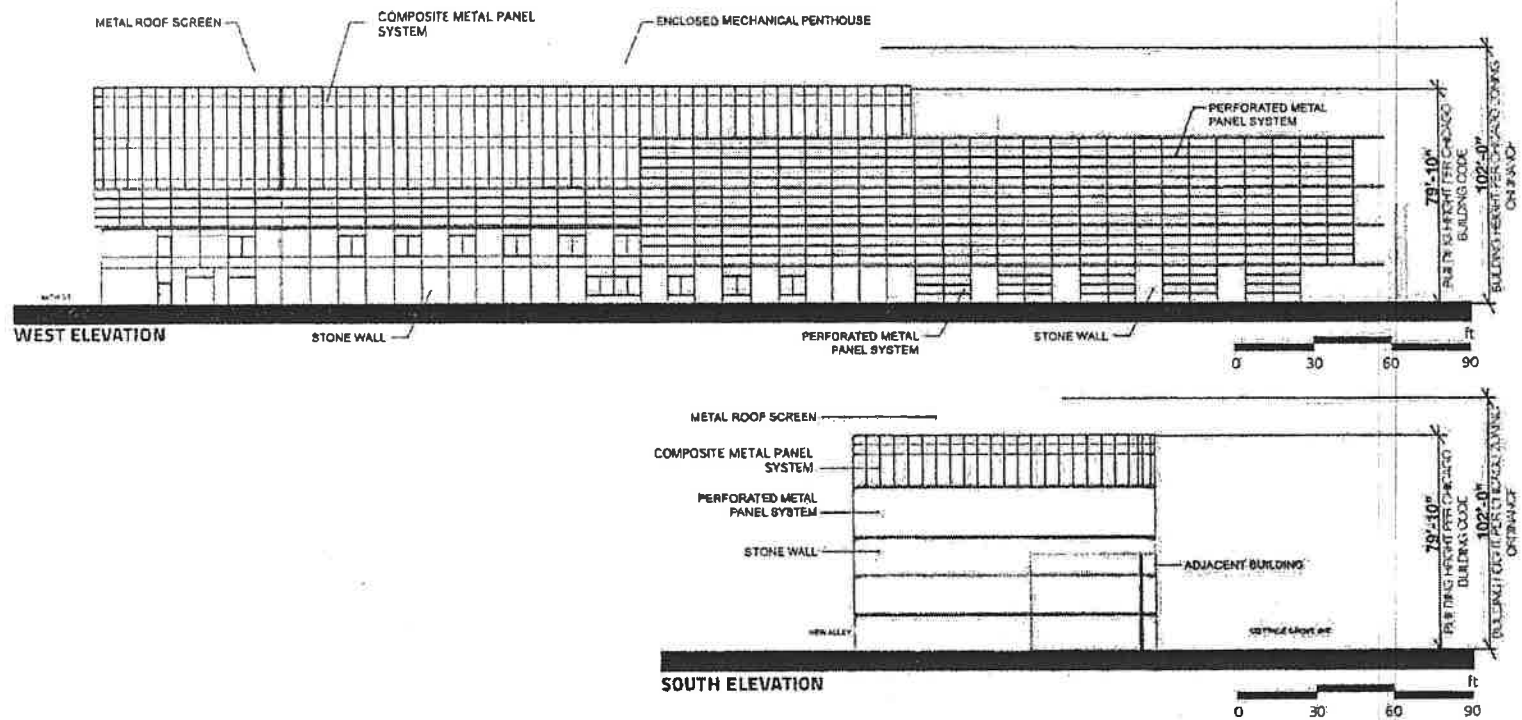 METAL ROOF SCREEN
COMPOSITE METAL PANEL
SYSTEM
ENCLOSED MECHANICAL PENTHOUSE
PERFORATED METAL
PANEL SYSTEM
79'-10"
BUILDING HEIGHT PER CHICAGO
BUILDING CODE
102'-0"
BUILDING HEIGHT PER CHICAGO ZONING
ORDINANCE
WEST ELEVATION
STONE WALL
PERFORATED METAL
PANEL SYSTEM
STONE WALL
ft
0 30 60 90
METAL ROOF SCREEN
COMPOSITE METAL PANEL
SYSTEM
PERFORATED METAL
PANEL SYSTEM
STONE WALL
ADJACENT BUILDING
NEW ALLEY
COTTAGE GROVE AVE
79'-10"
BUILDING HEIGHT PER CHICAGO
BUILDING CODE
102'-0"
BUILDING HEIGHT PER CHICAGO ZONING
ORDINANCE
SOUTH ELEVATION
ft
0 30 60 90